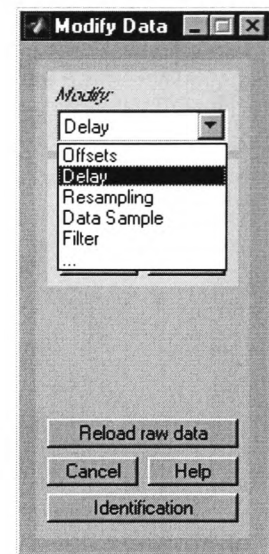 Modify Data
Modify:
Delay
Offsets
Delay
Resampling
Data Sample
Filter
...
Reload raw data
Cancel Help
Identification